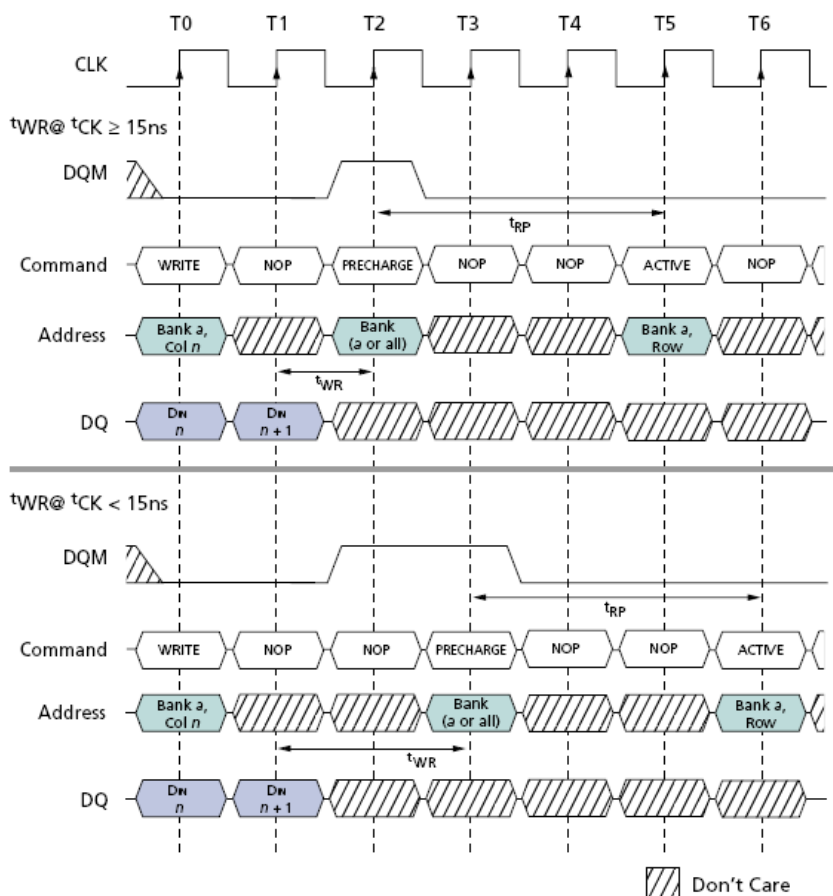 T0 T1 T2 T3 T4 T5 T6
CLK
tWR@ tCK ≥ 15ns
DQM
tRP
Command WRITE NOP PRECHARGE NOP NOP ACTIVE NOP
Address Bank a, Col n Bank (a or all) Bank a, Row
tWR
DQ DIN n DIN n + 1
tWR@ tCK < 15ns
DQM
tRP
Command WRITE NOP NOP PRECHARGE NOP NOP ACTIVE
Address Bank a, Col n Bank (a or all) Bank a, Row
tWR
DQ DIN n DIN n + 1
Don't Care